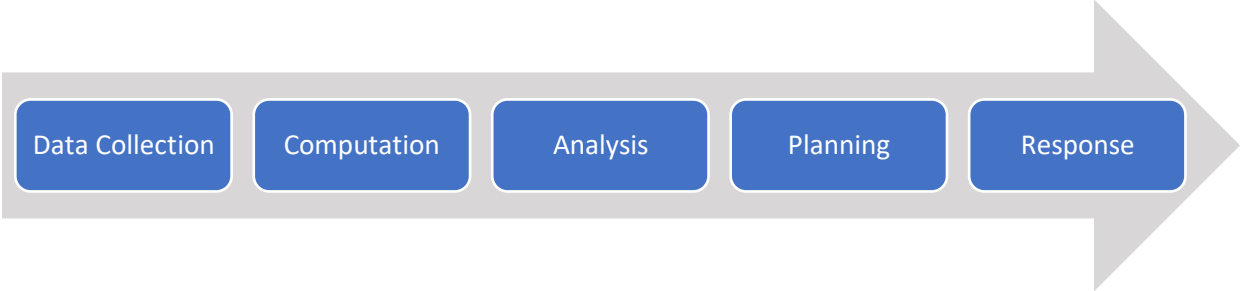 Data Collection
Computation
Analysis
Planning
Response